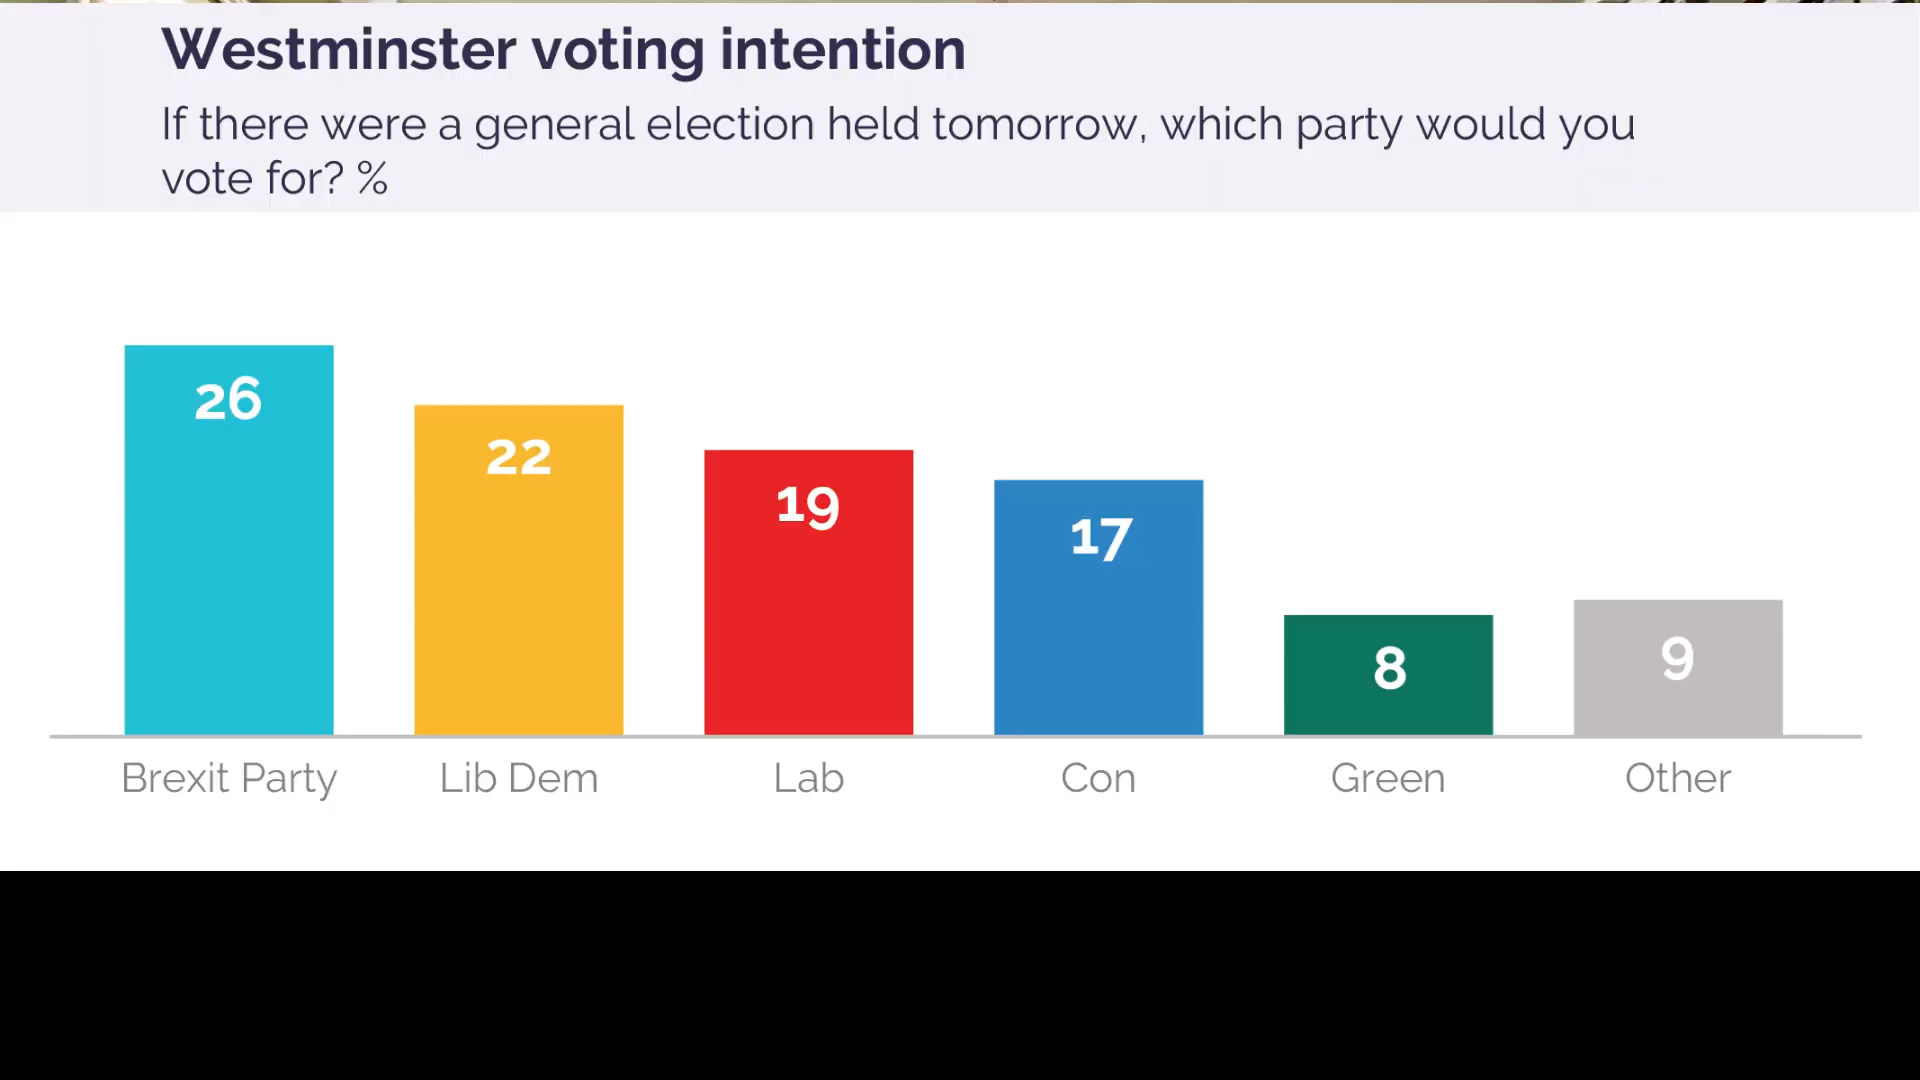 Westminster voting intention
If there were a general election held tomorrow, which party would you
vote for? %
26
22
19
17
8
9
Brexit Party
Lib Dem
Lab
Con
Green
Other